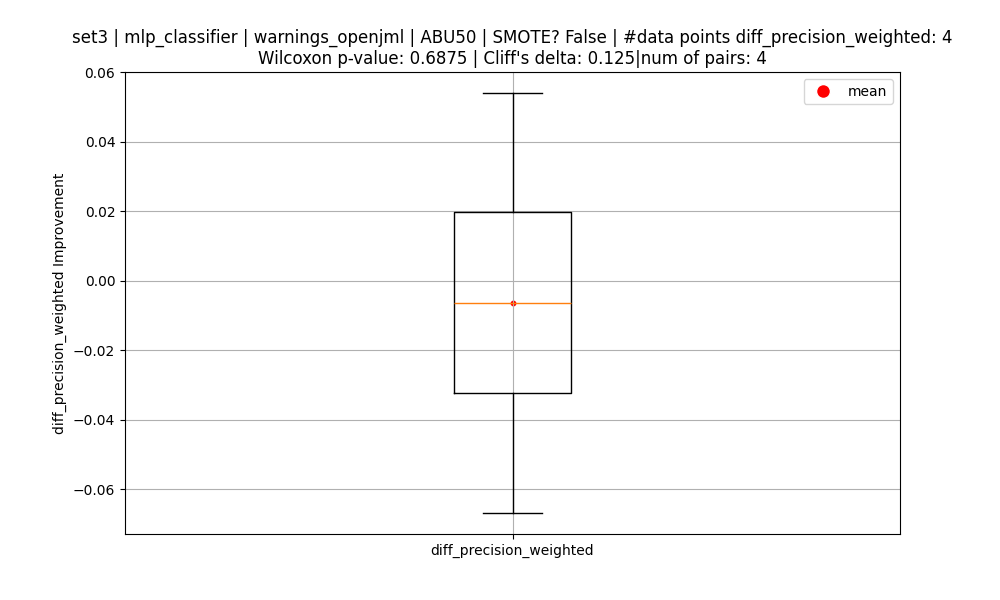 set3 | mlp_classifier | warnings_openjml | ABU50 | SMOTE? False | #data points diff_precision_weighted: 4
Wilcoxon p-value: 0.6875 | Cliff's delta: 0.125|num of pairs: 4
mean
0.06
0.04
0.02
0.00
−0.02
−0.04
−0.06
diff_precision_weighted Improvement
diff_precision_weighted